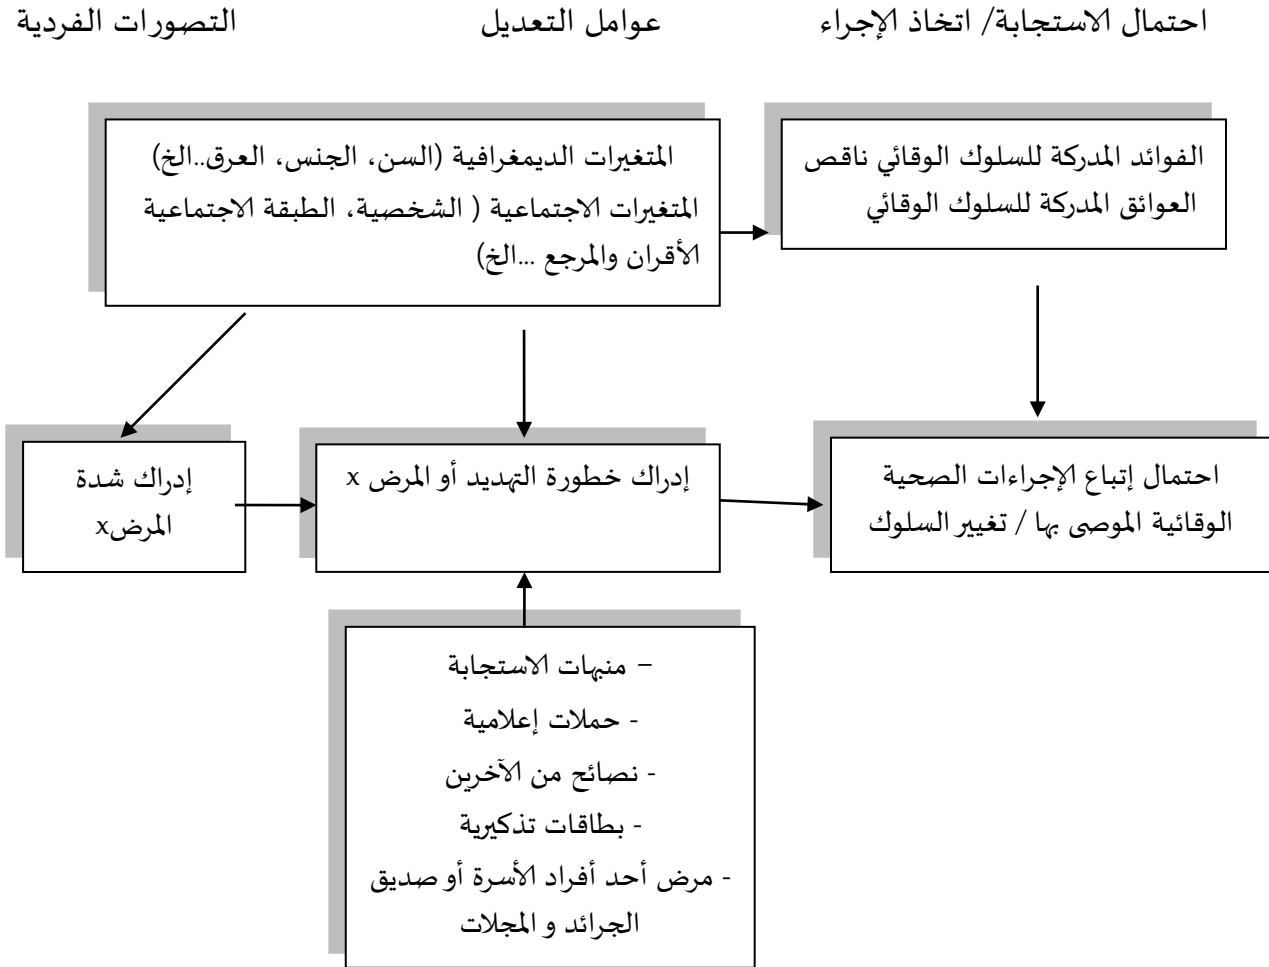 احتمال الاستجابة/ اتخاذ الإجراء
عوامل التعديل
التصورات الفردية
الفوائد المدركة للسلوك الوقائي ناقص
العوائق المدركة للسلوك الوقائي
المتغيرات الديمغرافية (السن، الجنس، العرق..الخ)
المتغيرات الاجتماعية ( الشخصية، الطبقة الاجتماعية
الأقران والمرجع ...الخ)
احتمال إتباع الإجراءات الصحية
الوقائية الموصى بها / تغيير السلوك
إدراك خطورة التهديد أو المرض x
إدراك شدة
المرضx
– منبهات الاستجابة
- حملات إعلامية
- نصائح من الآخرين
- بطاقات تذكيرية
- مرض أحد أفراد الأسرة أو صديق
الجرائد و المجلات